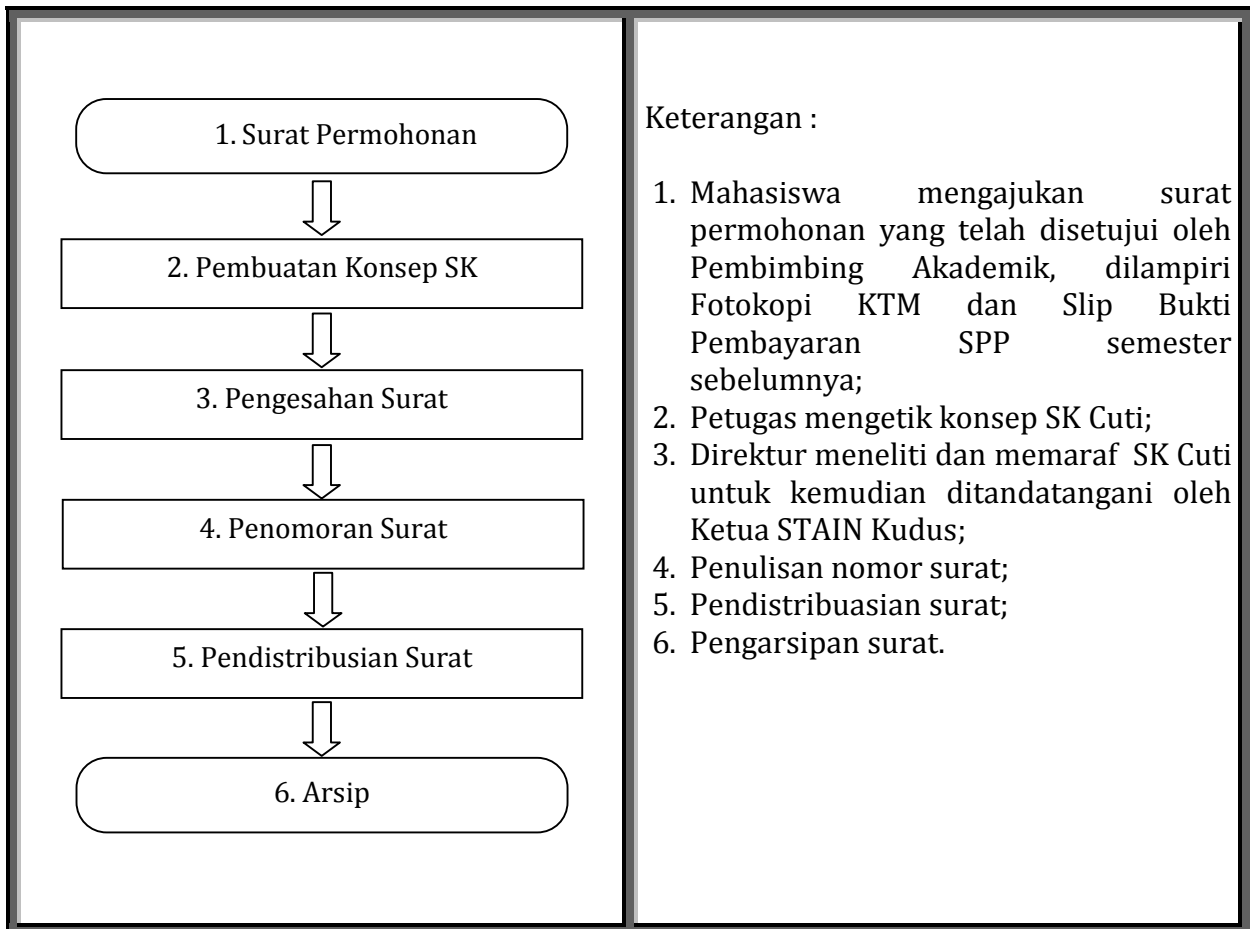 1. Surat Permohonan
2. Pembuatan Konsep SK
3. Pengesahan Surat
4. Penomoran Surat
5. Pendistribusian Surat
6. Arsip
Keterangan :
1. Mahasiswa mengajukan surat
permohonan yang telah disetujui oleh
Pembimbing Akademik, dilampiri
Fotokopi KTM dan Slip Bukti
Pembayaran SPP semester
sebelumnya;
2. Petugas mengetik konsep SK Cuti;
3. Direktur meneliti dan memaraf SK Cuti
untuk kemudian ditandatangani oleh
Ketua STAIN Kudus;
4. Penulisan nomor surat;
5. Pendistribuasian surat;
6. Pengarsipan surat.